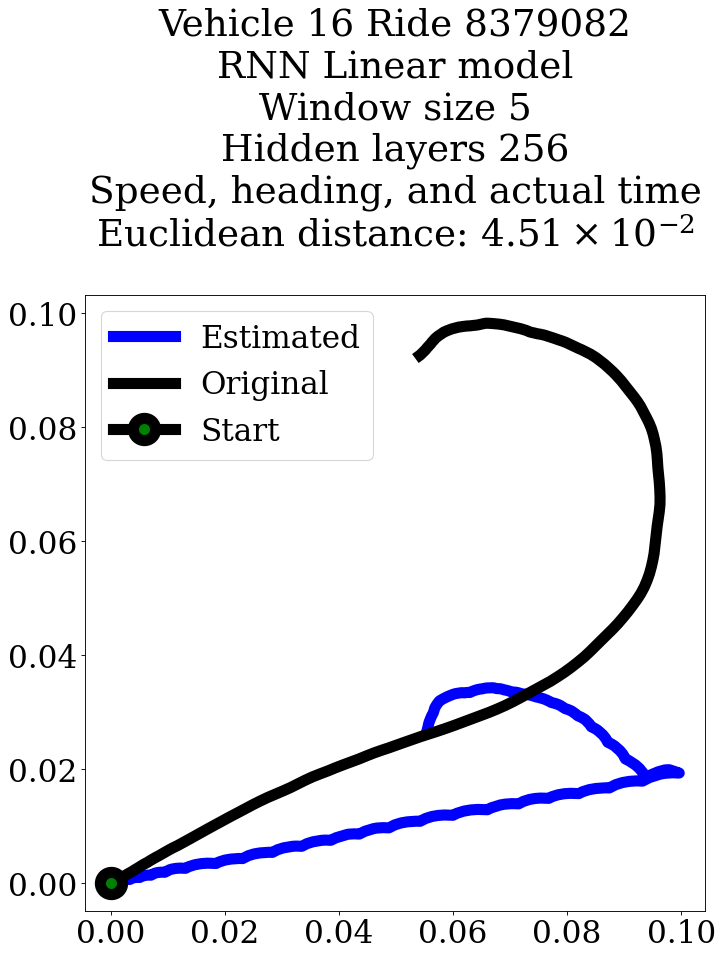 Vehicle 16 Ride 8379082
RNN Linear model
Window size 5
Hidden layers 256
Speed, heading, and actual time
Euclidean distance: 4.51 × 10⁻²
Estimated
Original
Start
0.10
0.08
0.06
0.04
0.02
0.00
0.00 0.02 0.04 0.06 0.08 0.10